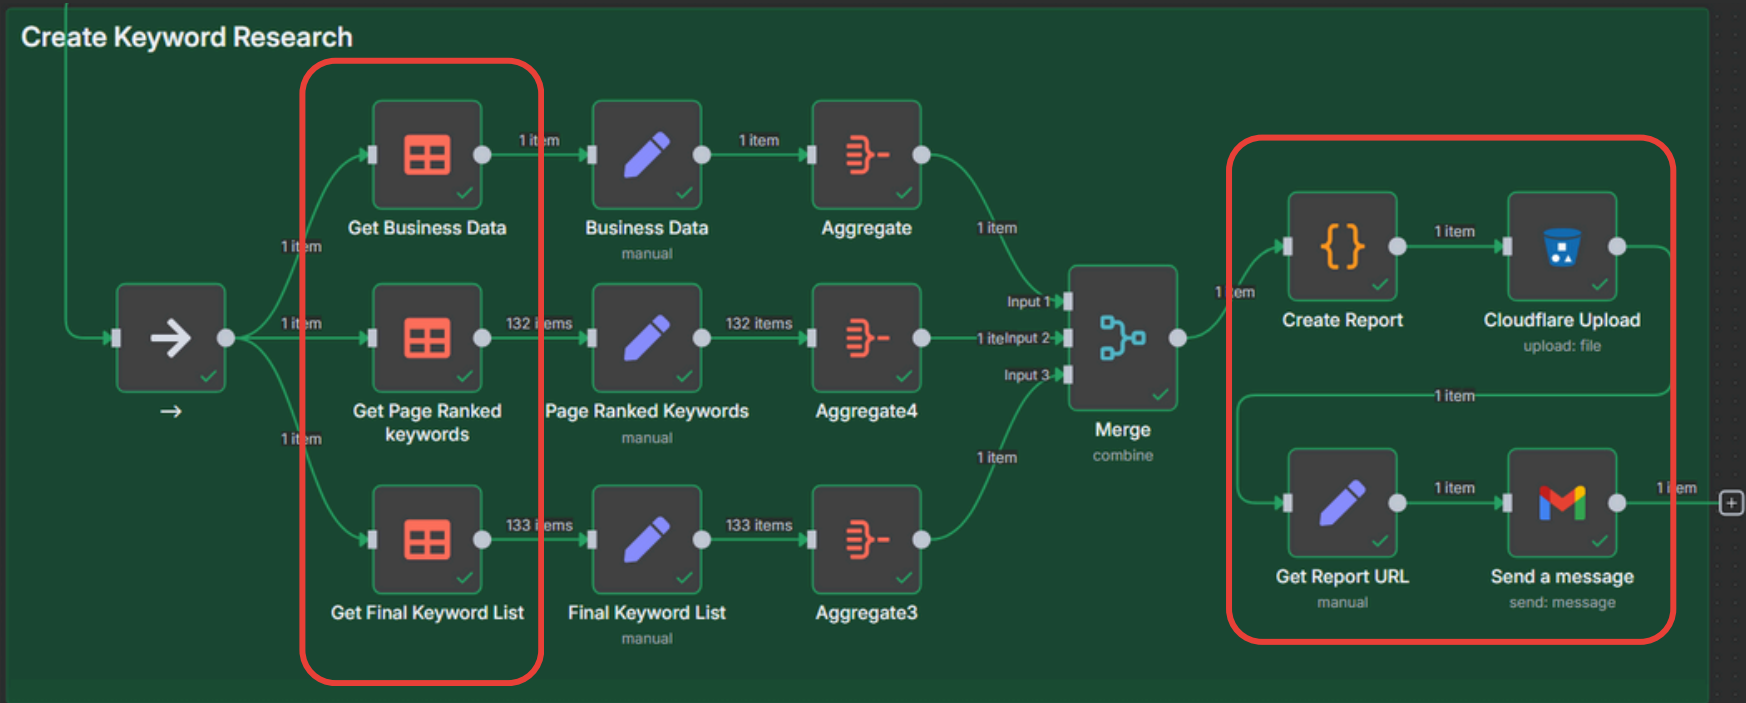 Create Keyword Research
1 item
1 item
1 item
Get Business Data
1 item
Business Data
manual
1 item
Aggregate
1 item
→
Get Page Ranked
keywords
132 items
Page Ranked Keywords
manual
132 items
Aggregate4
Get Final Keyword List
133 items
Final Keyword List
manual
133 items
Aggregate3
1 item
Input 1
1 ite
Input 2
Input 3
Merge
combine
1 item
{}
Create Report
1 item
Cloudflare Upload
upload: file
1 item
Get Report URL
manual
1 item
Send a message
send: message
1 item
+